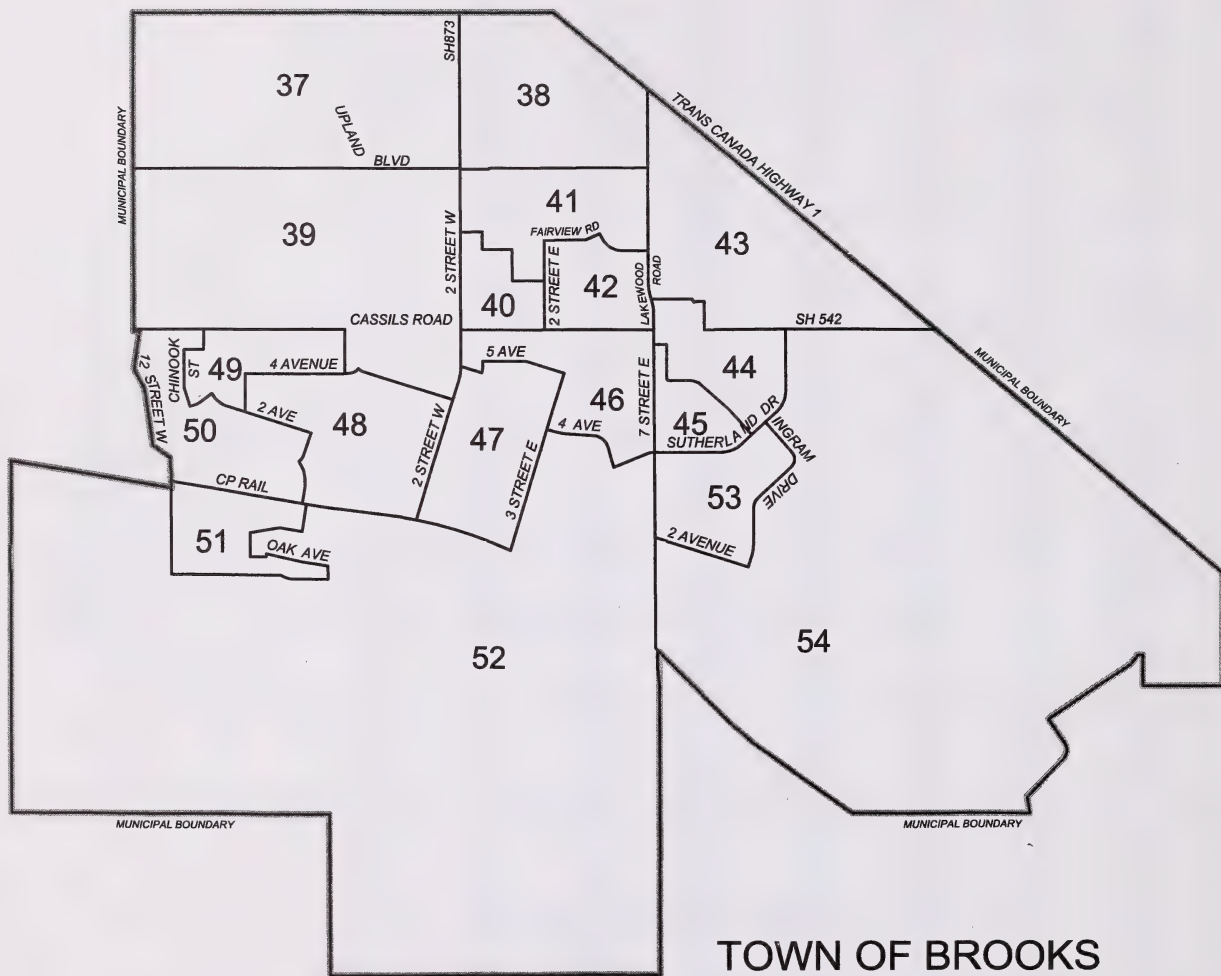 SH873
37
38
UPLAND
BLVD
TRANS CANADA HIGHWAY 1
MUNICIPAL BOUNDARY
39
2 STREET W
41
FAIRVIEW RD
43
40
2 STREET E
42
LAKEWOOD
ROAD
CASSILS ROAD
SH 542
12 STREET W
CHINOOK
ST
49
4 AVENUE
5 AVE
46
7 STREET E
44
MUNICIPAL BOUNDARY
50
2 AVE
48
2 STREET W
47
3 STREET E
4 AVE
45
SUTHERLAND DR
INGRAM
DRIVE
CP RAIL
53
51
OAK AVE
2 AVENUE
52
54
MUNICIPAL BOUNDARY
MUNICIPAL BOUNDARY
TOWN OF BROOKS